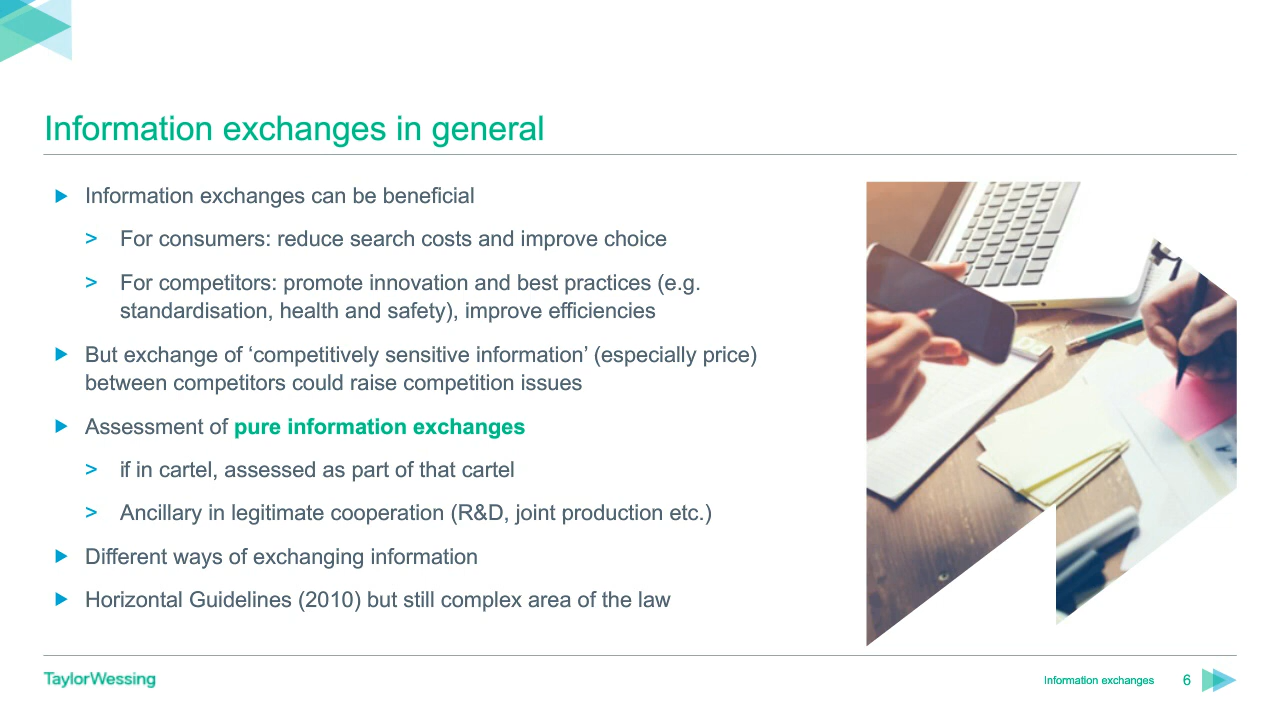 Information exchanges in general
Information exchanges can be beneficial
> For consumers: reduce search costs and improve choice
> For competitors: promote innovation and best practices (e.g.
standardisation, health and safety), improve efficiencies
But exchange of ‘competitively sensitive information’ (especially price)
between competitors could raise competition issues
Assessment of pure information exchanges
> if in cartel, assessed as part of that cartel
> Ancillary in legitimate cooperation (R&D, joint production etc.)
Different ways of exchanging information
Horizontal Guidelines (2010) but still complex area of the law
TaylorWessing
Information exchanges 6